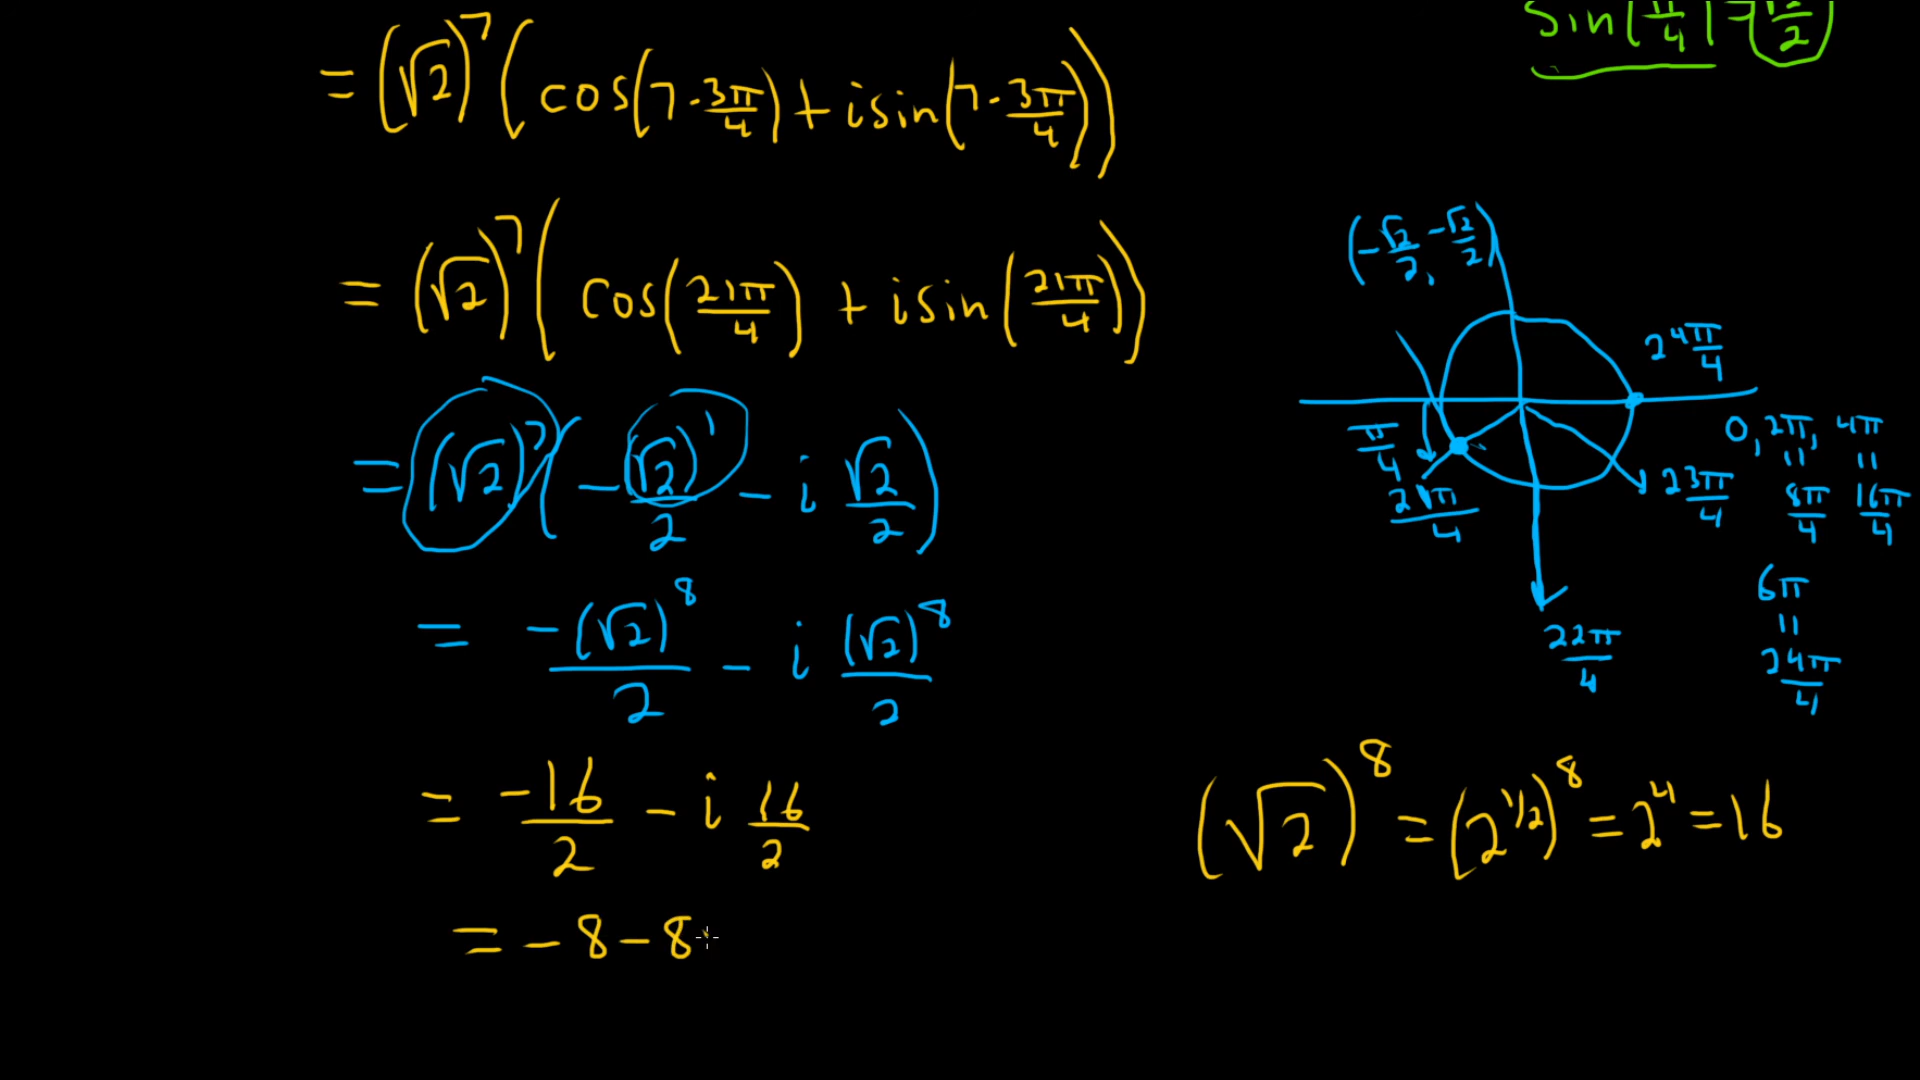 sin(π/4) = √2/2
= (√2)^7 (cos(7·3π/4) + i sin(7·3π/4))
= (√2)^7 (cos(21π/4) + i sin(21π/4))
(-√2/2, -√2/2)
24π/4
0, 2π, 4π
॥ ॥
8π/4 16π/4
π/4
21π/4
23π/4
22π/4
6π
॥
24π/4
= (√2)^7 (-(√2)^1/2 - i √2/2)
= -(√2)^8/2 - i (√2)^8/2
= -16/2 - i 16/2
(√2)^8 = (2^1/2)^8 = 2^4 = 16
= -8 - 8